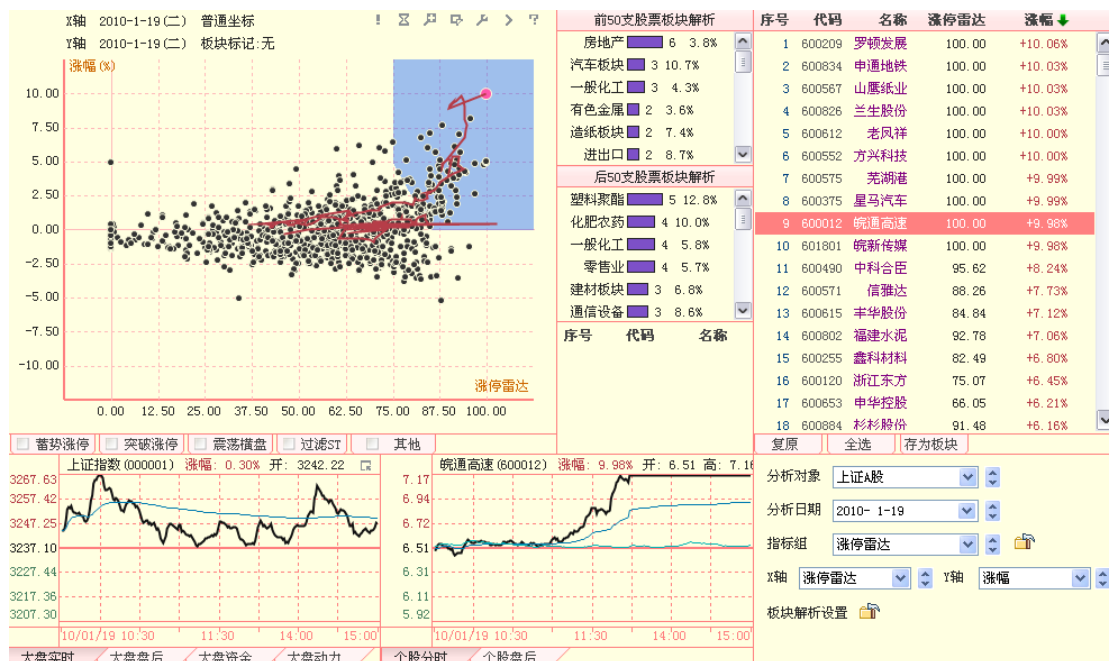 X轴 2010-1-19(二) 普通坐标
Y轴 2010-1-19(二) 板块标记:无
涨幅(%)
10.00
7.50
5.00
2.50
0.00
-2.50
-5.00
-7.50
-10.00
涨停雷达
0.00 12.50 25.00 37.50 50.00 62.50 75.00 87.50 100.00
蓄势涨停 突破涨停 震荡横盘 过滤ST 其他
前50支股票板块解析
房地产 6 3.8%
汽车板块 3 10.7%
一般化工 3 4.3%
有色金属 2 3.6%
造纸板块 2 7.4%
进出口 2 8.7%
后50支股票板块解析
塑料聚酯 5 12.8%
化肥农药 4 10.0%
一般化工 4 5.8%
零售业 4 5.7%
建材板块 3 6.8%
通信设备 3 8.6%
序号 代码 名称
序号 代码 名称 涨停雷达 涨幅
1 600209 罗顿发展 100.00 +10.06%
2 600834 申通地铁 100.00 +10.03%
3 600567 山鹰纸业 100.00 +10.03%
4 600826 兰生股份 100.00 +10.03%
5 600612 老凤祥 100.00 +10.00%
6 600552 方兴科技 100.00 +10.00%
7 600575 芜湖港 100.00 +9.99%
8 600375 星马汽车 100.00 +9.99%
9 600012 皖通高速 100.00 +9.98%
10 601801 皖新传媒 100.00 +9.98%
11 600490 中科合臣 95.62 +8.24%
12 600571 信雅达 88.26 +7.73%
13 600615 丰华股份 84.84 +7.12%
14 600802 福建水泥 92.78 +7.06%
15 600255 鑫科材料 82.49 +6.80%
16 600120 浙江东方 75.07 +6.45%
17 600653 申华控股 66.05 +6.21%
18 600884 杉杉股份 91.48 +6.16%
复原 全选 存为板块
上证指数(000001) 涨幅: 0.30% 开: 3242.22
3267.63
3257.42
3247.25
3237.10
3227.44
3217.36
3207.30
10/01/19 10:30 11:30 14:00 15:00
大盘实时 大盘盘后 大盘资金 大盘动力
皖通高速(600012) 涨幅: 9.98% 开: 6.51 高: 7.16
7.17
6.94
6.72
6.51
6.31
6.11
5.92
10/01/19 10:30 11:30 14:00 15:00
个股分时 个股盘后
分析对象 上证A股
分析日期 2010- 1-19
指标组 涨停雷达
X轴 涨停雷达 Y轴 涨幅
板块解析设置